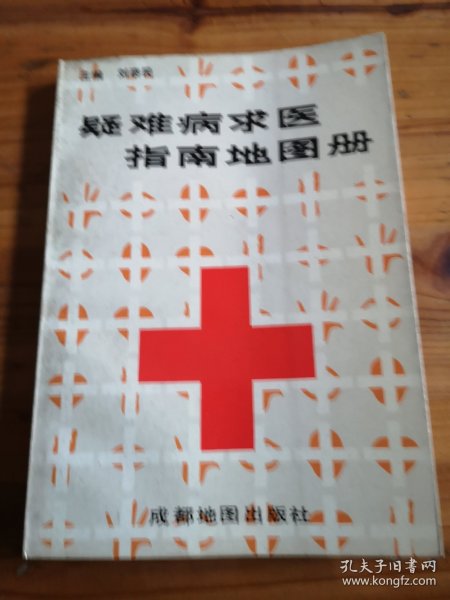 主编 刘
疑难病求医
指南地图册
成都地图出版社
孔夫子旧书网
www.kongfz.com